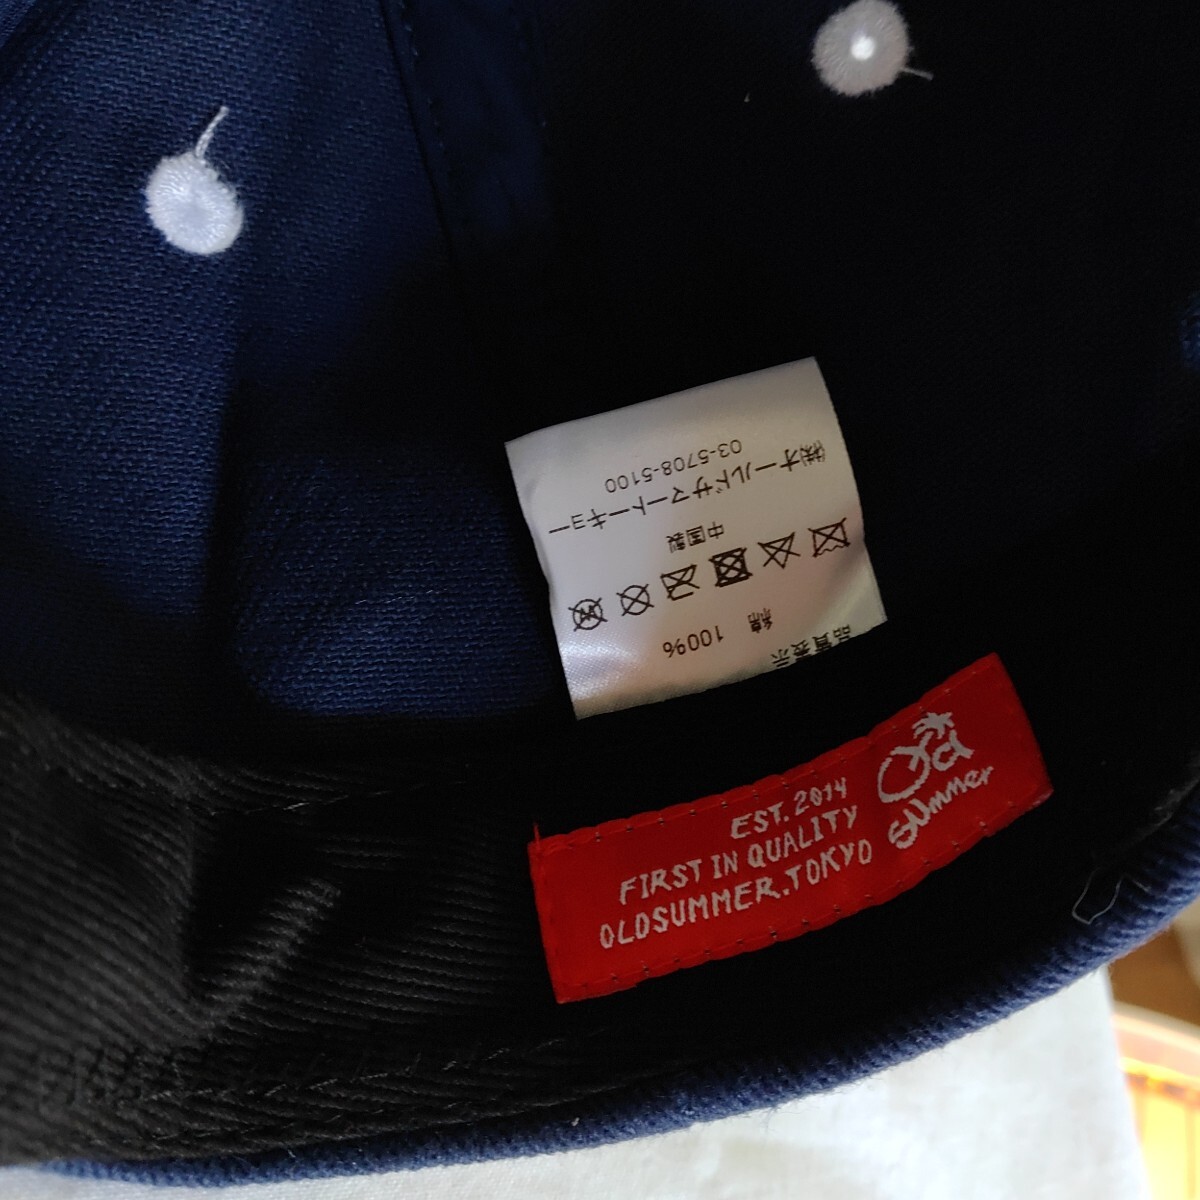 品質表示
綿 100%
中国製
㈱オールドサマートーキョー
03-5708-5100
EST. 2014
FIRST IN QUALITY
OLDSUMMER.TOKYO
Old
SUmmer